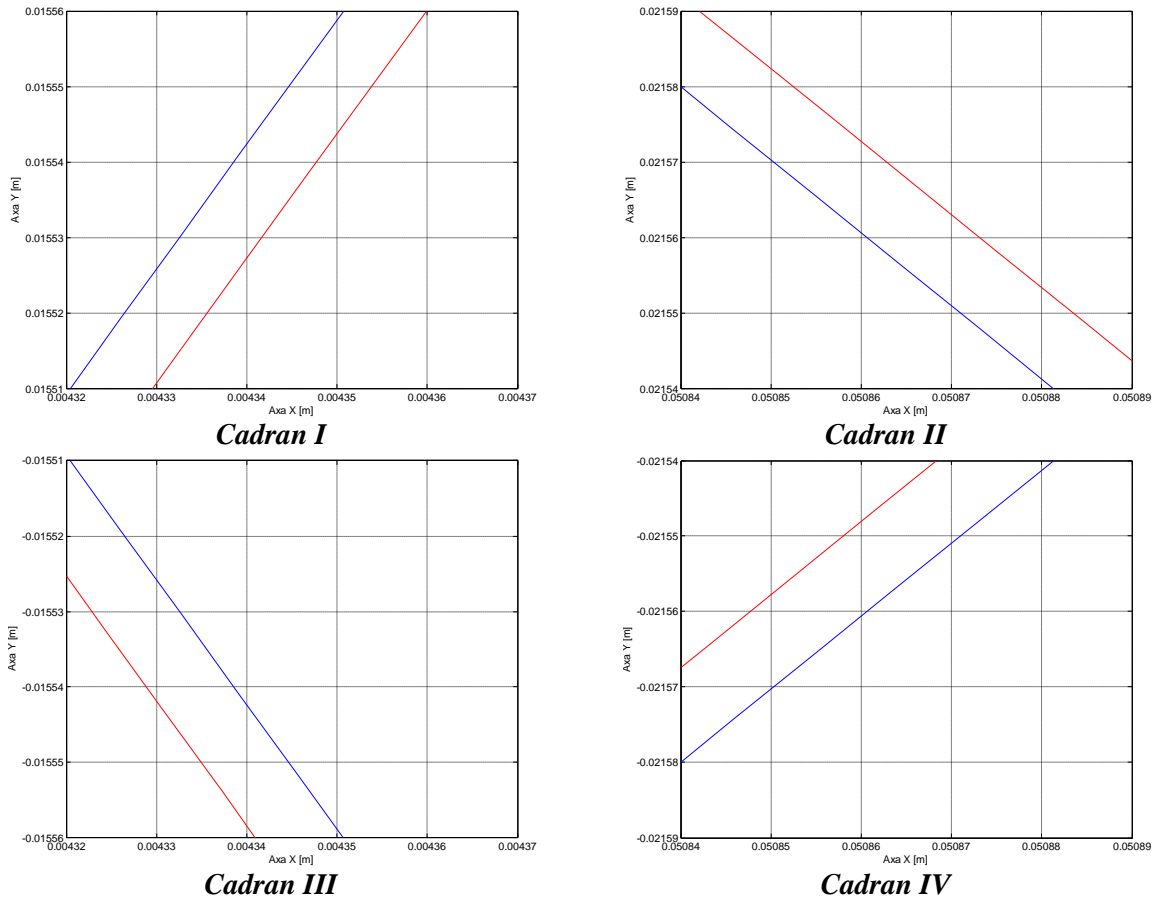 0.01556
0.01555
0.01554
0.01553
0.01552
0.01551
Axa Y [m]
0.00432 0.00433 0.00434 0.00435 0.00436 0.00437
Axa X [m]
Cadran I
0.02159
0.02158
0.02157
0.02156
0.02155
0.02154
Axa Y [m]
0.05084 0.05085 0.05086 0.05087 0.05088 0.05089
Axa X [m]
Cadran II
-0.01551
-0.01552
-0.01553
-0.01554
-0.01555
-0.01556
Axa Y [m]
0.00432 0.00433 0.00434 0.00435 0.00436 0.00437
Axa X [m]
Cadran III
-0.02154
-0.02155
-0.02156
-0.02157
-0.02158
-0.02159
Axa Y [m]
0.05084 0.05085 0.05086 0.05087 0.05088 0.05089
Axa X [m]
Cadran IV